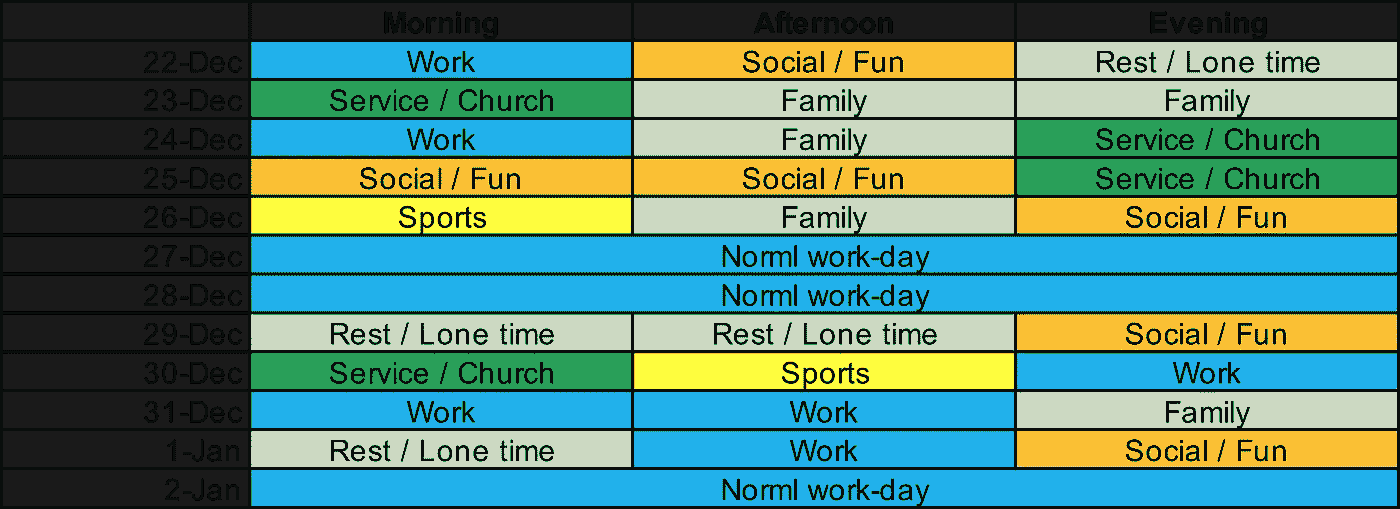 Morning Afternoon Evening
22-Dec Work Social / Fun Rest / Lone time
23-Dec Service / Church Family Family
24-Dec Work Family Service / Church
25-Dec Social / Fun Social / Fun Service / Church
26-Dec Sports Family Social / Fun
27-Dec Norml work-day
28-Dec Norml work-day
29-Dec Rest / Lone time Rest / Lone time Social / Fun
30-Dec Service / Church Sports Work
31-Dec Work Work Family
1-Jan Rest / Lone time Work Social / Fun
2-Jan Norml work-day